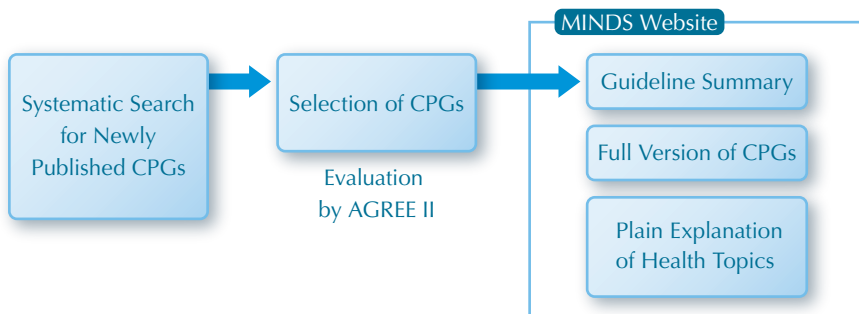 MINDS Website
Systematic Search
for Newly
Published CPGs
Selection of CPGs
Evaluation
by AGREE II
Guideline Summary
Full Version of CPGs
Plain Explanation
of Health Topics